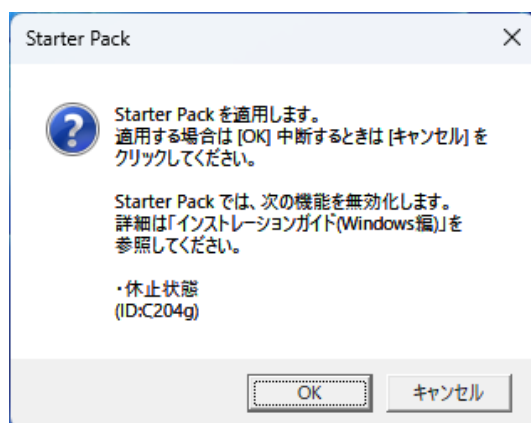 Starter Pack
Starter Pack を適用します。
適用する場合は [OK] 中断するときは [キャンセル] を
クリックしてください。
Starter Pack では、次の機能を無効化します。
詳細は「インストレーションガイド(Windows編)」を
参照してください。
・休止状態
(ID:C204g)
OK
キャンセル